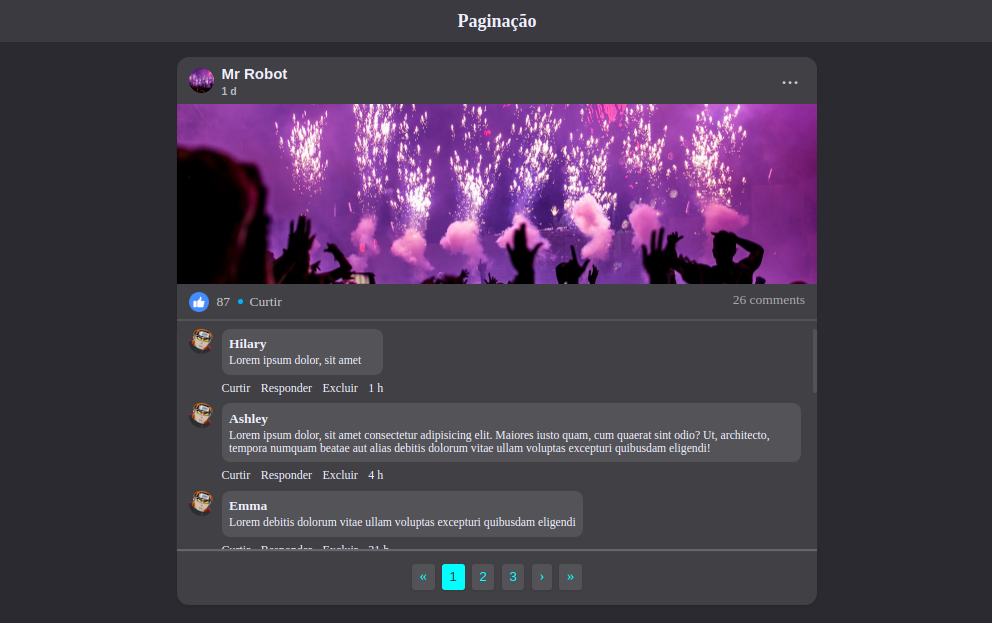 Paginação
Mr Robot
1 d
87 • Curtir
26 comments
Hilary
Lorem ipsum dolor, sit amet
Curtir Responder Excluir 1 h
Ashley
Lorem ipsum dolor, sit amet consectetur adipisicing elit. Maiores iusto quam, cum quaerat sint odio? Ut, architecto,
tempora numquam beatae aut alias debitis dolorum vitae ullam voluptas excepturi quibusdam eligendi!
Curtir Responder Excluir 4 h
Emma
Lorem debitis dolorum vitae ullam voluptas excepturi quibusdam eligendi
Curtir Responder Excluir 21 h
« 1 2 3 › »